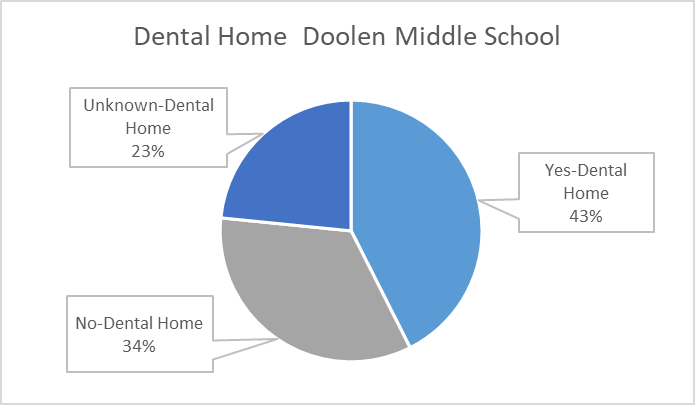 Dental Home  Doolen Middle School
Unknown-Dental
Home
23%
Yes-Dental
Home
43%
No-Dental Home
34%